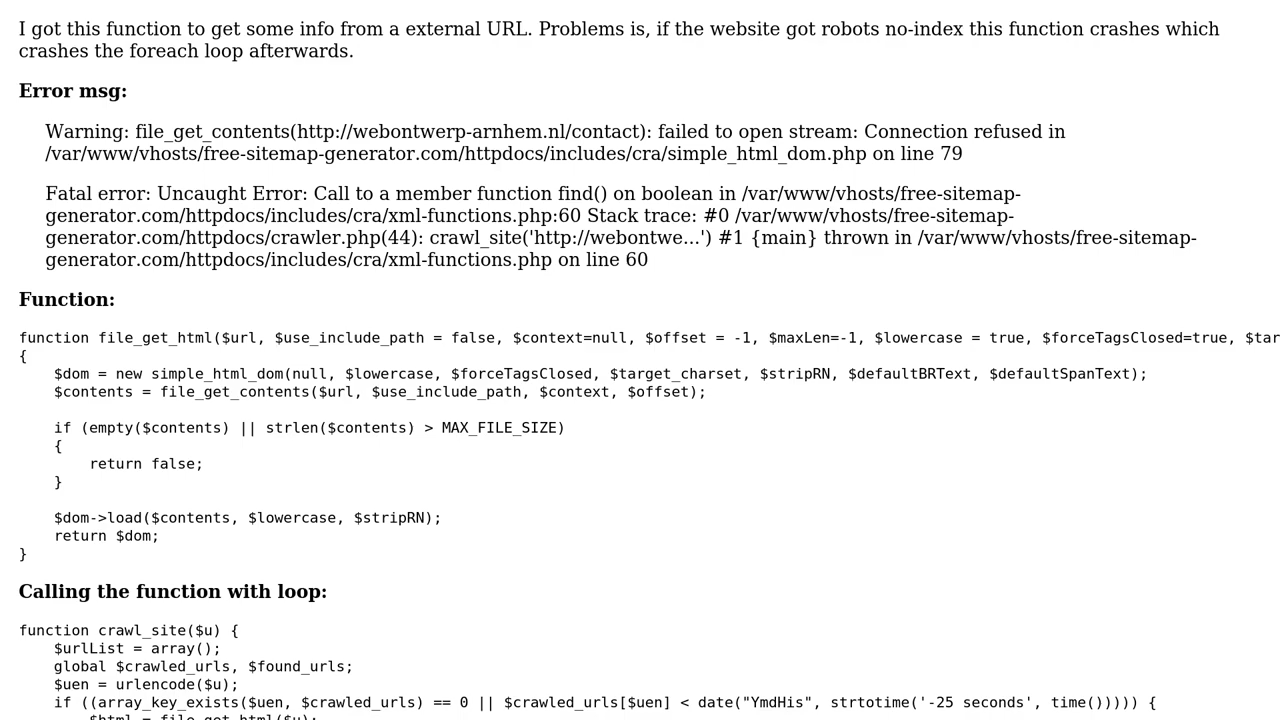 I got this function to get some info from a external URL. Problems is, if the website got robots no-index this function crashes which
crashes the foreach loop afterwards.
Error msg:
Warning: file_get_contents(http://webontwerp-arnhem.nl/contact): failed to open stream: Connection refused in
/var/www/vhosts/free-sitemap-generator.com/httpdocs/includes/cra/simple_html_dom.php on line 79
Fatal error: Uncaught Error: Call to a member function find() on boolean in /var/www/vhosts/free-sitemap-
generator.com/httpdocs/includes/cra/xml-functions.php:60 Stack trace: #0 /var/www/vhosts/free-sitemap-
generator.com/httpdocs/crawler.php(44): crawl_site('http://webontwe...') #1 {main} thrown in /var/www/vhosts/free-sitemap-
generator.com/httpdocs/includes/cra/xml-functions.php on line 60
Function:
function file_get_html($url, $use_include_path = false, $context=null, $offset = -1, $maxLen=-1, $lowercase = true, $forceTagsClosed=true, $tar
{
    $dom = new simple_html_dom(null, $lowercase, $forceTagsClosed, $target_charset, $stripRN, $defaultBRText, $defaultSpanText);
    $contents = file_get_contents($url, $use_include_path, $context, $offset);
    if (empty($contents) || strlen($contents) > MAX_FILE_SIZE)
    {
        return false;
    }
    $dom->load($contents, $lowercase, $stripRN);
    return $dom;
}
Calling the function with loop:
function crawl_site($u) {
    $urlList = array();
    global $crawled_urls, $found_urls;
    $uen = urlencode($u);
    if ((array_key_exists($uen, $crawled_urls) == 0 || $crawled_urls[$uen] < date("YmdHis", strtotime('-25 seconds', time())))) {
        $html = file_get_html($u);